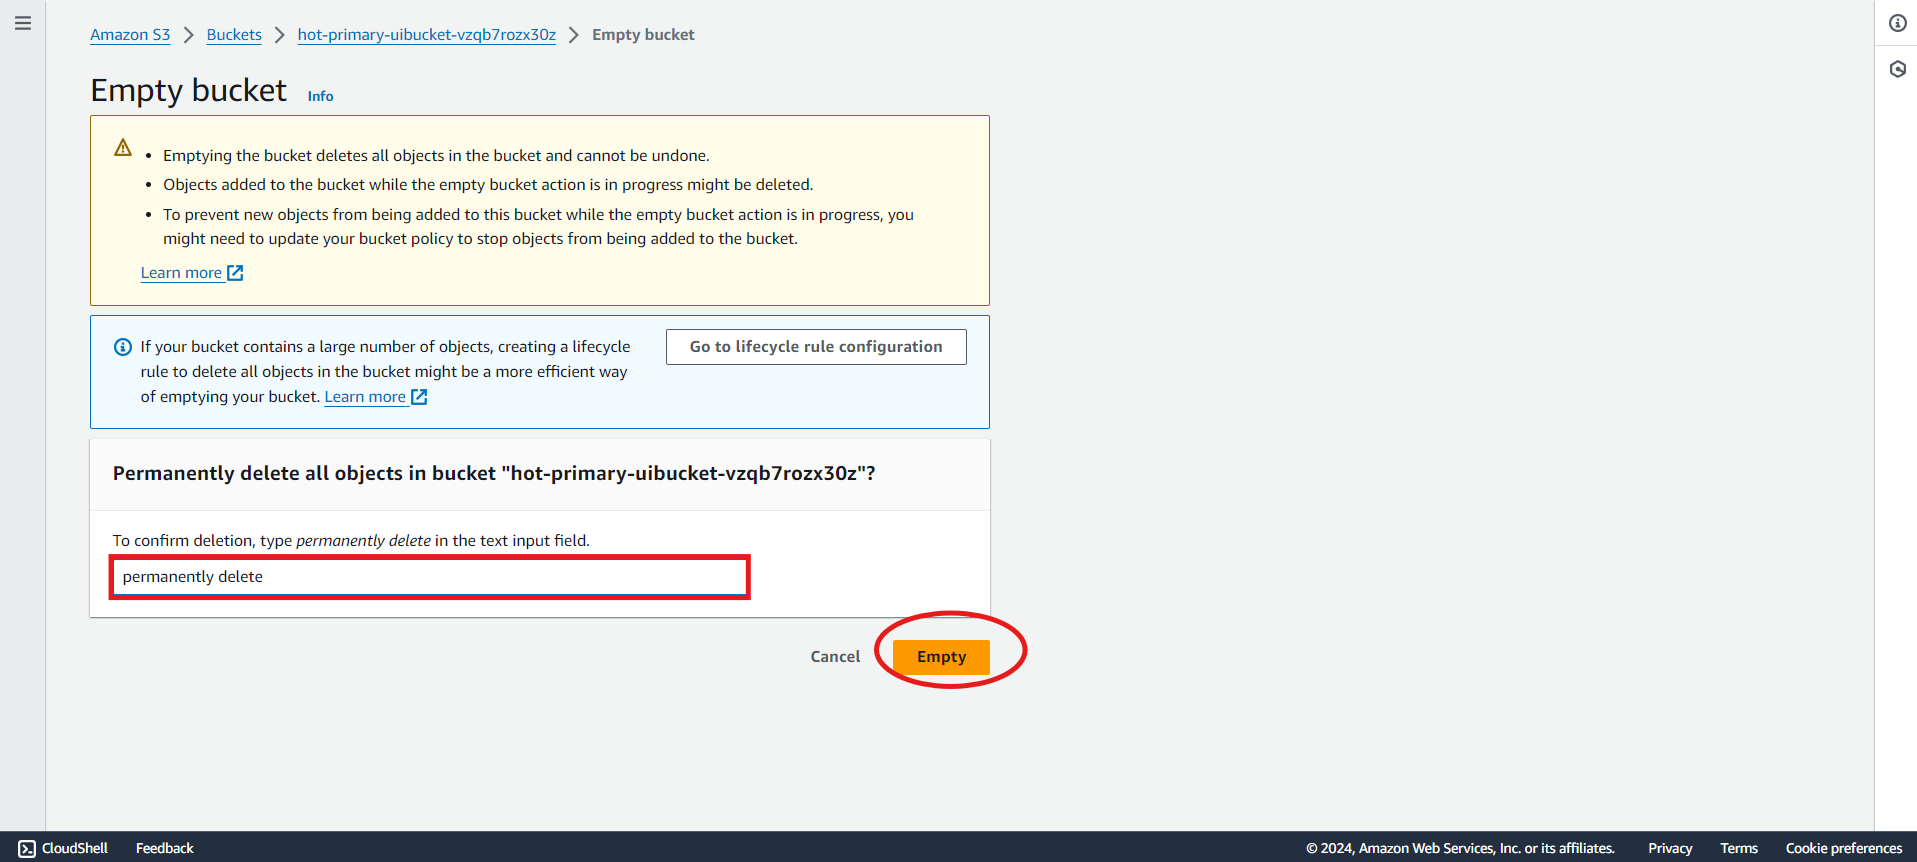 Amazon S3 > Buckets > hot-primary-uibucket-vzqb7rozx30z > Empty bucket
Empty bucket Info
• Emptying the bucket deletes all objects in the bucket and cannot be undone.
• Objects added to the bucket while the empty bucket action is in progress might be deleted.
• To prevent new objects from being added to this bucket while the empty bucket action is in progress, you
might need to update your bucket policy to stop objects from being added to the bucket.
Learn more
If your bucket contains a large number of objects, creating a lifecycle
rule to delete all objects in the bucket might be a more efficient way
of emptying your bucket. Learn more
Go to lifecycle rule configuration
Permanently delete all objects in bucket "hot-primary-uibucket-vzqb7rozx30z"?
To confirm deletion, type permanently delete in the text input field.
permanently delete
Cancel Empty
CloudShell Feedback © 2024, Amazon Web Services, Inc. or its affiliates. Privacy Terms Cookie preferences